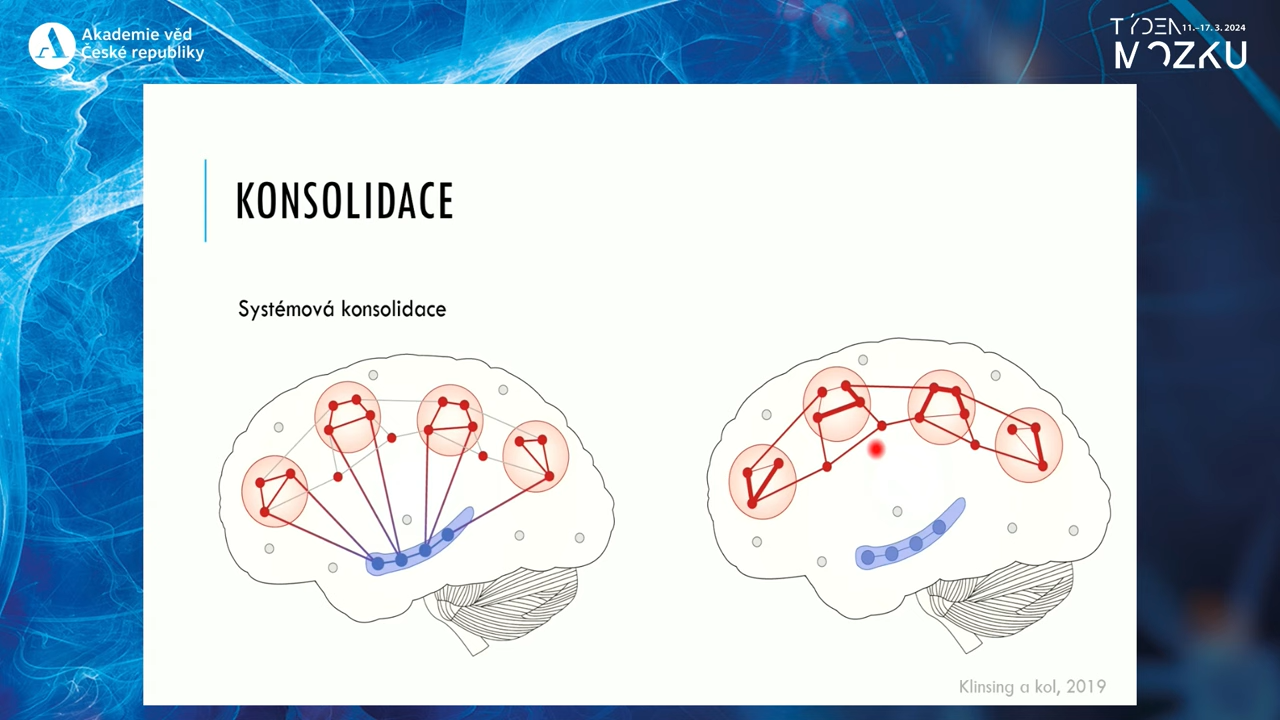 Akademie věd
České republiky
TÝDEN 11.–17. 3. 2024
MOZKU
KONSOLIDACE
Systémová konsolidace
Klinsing a kol, 2019